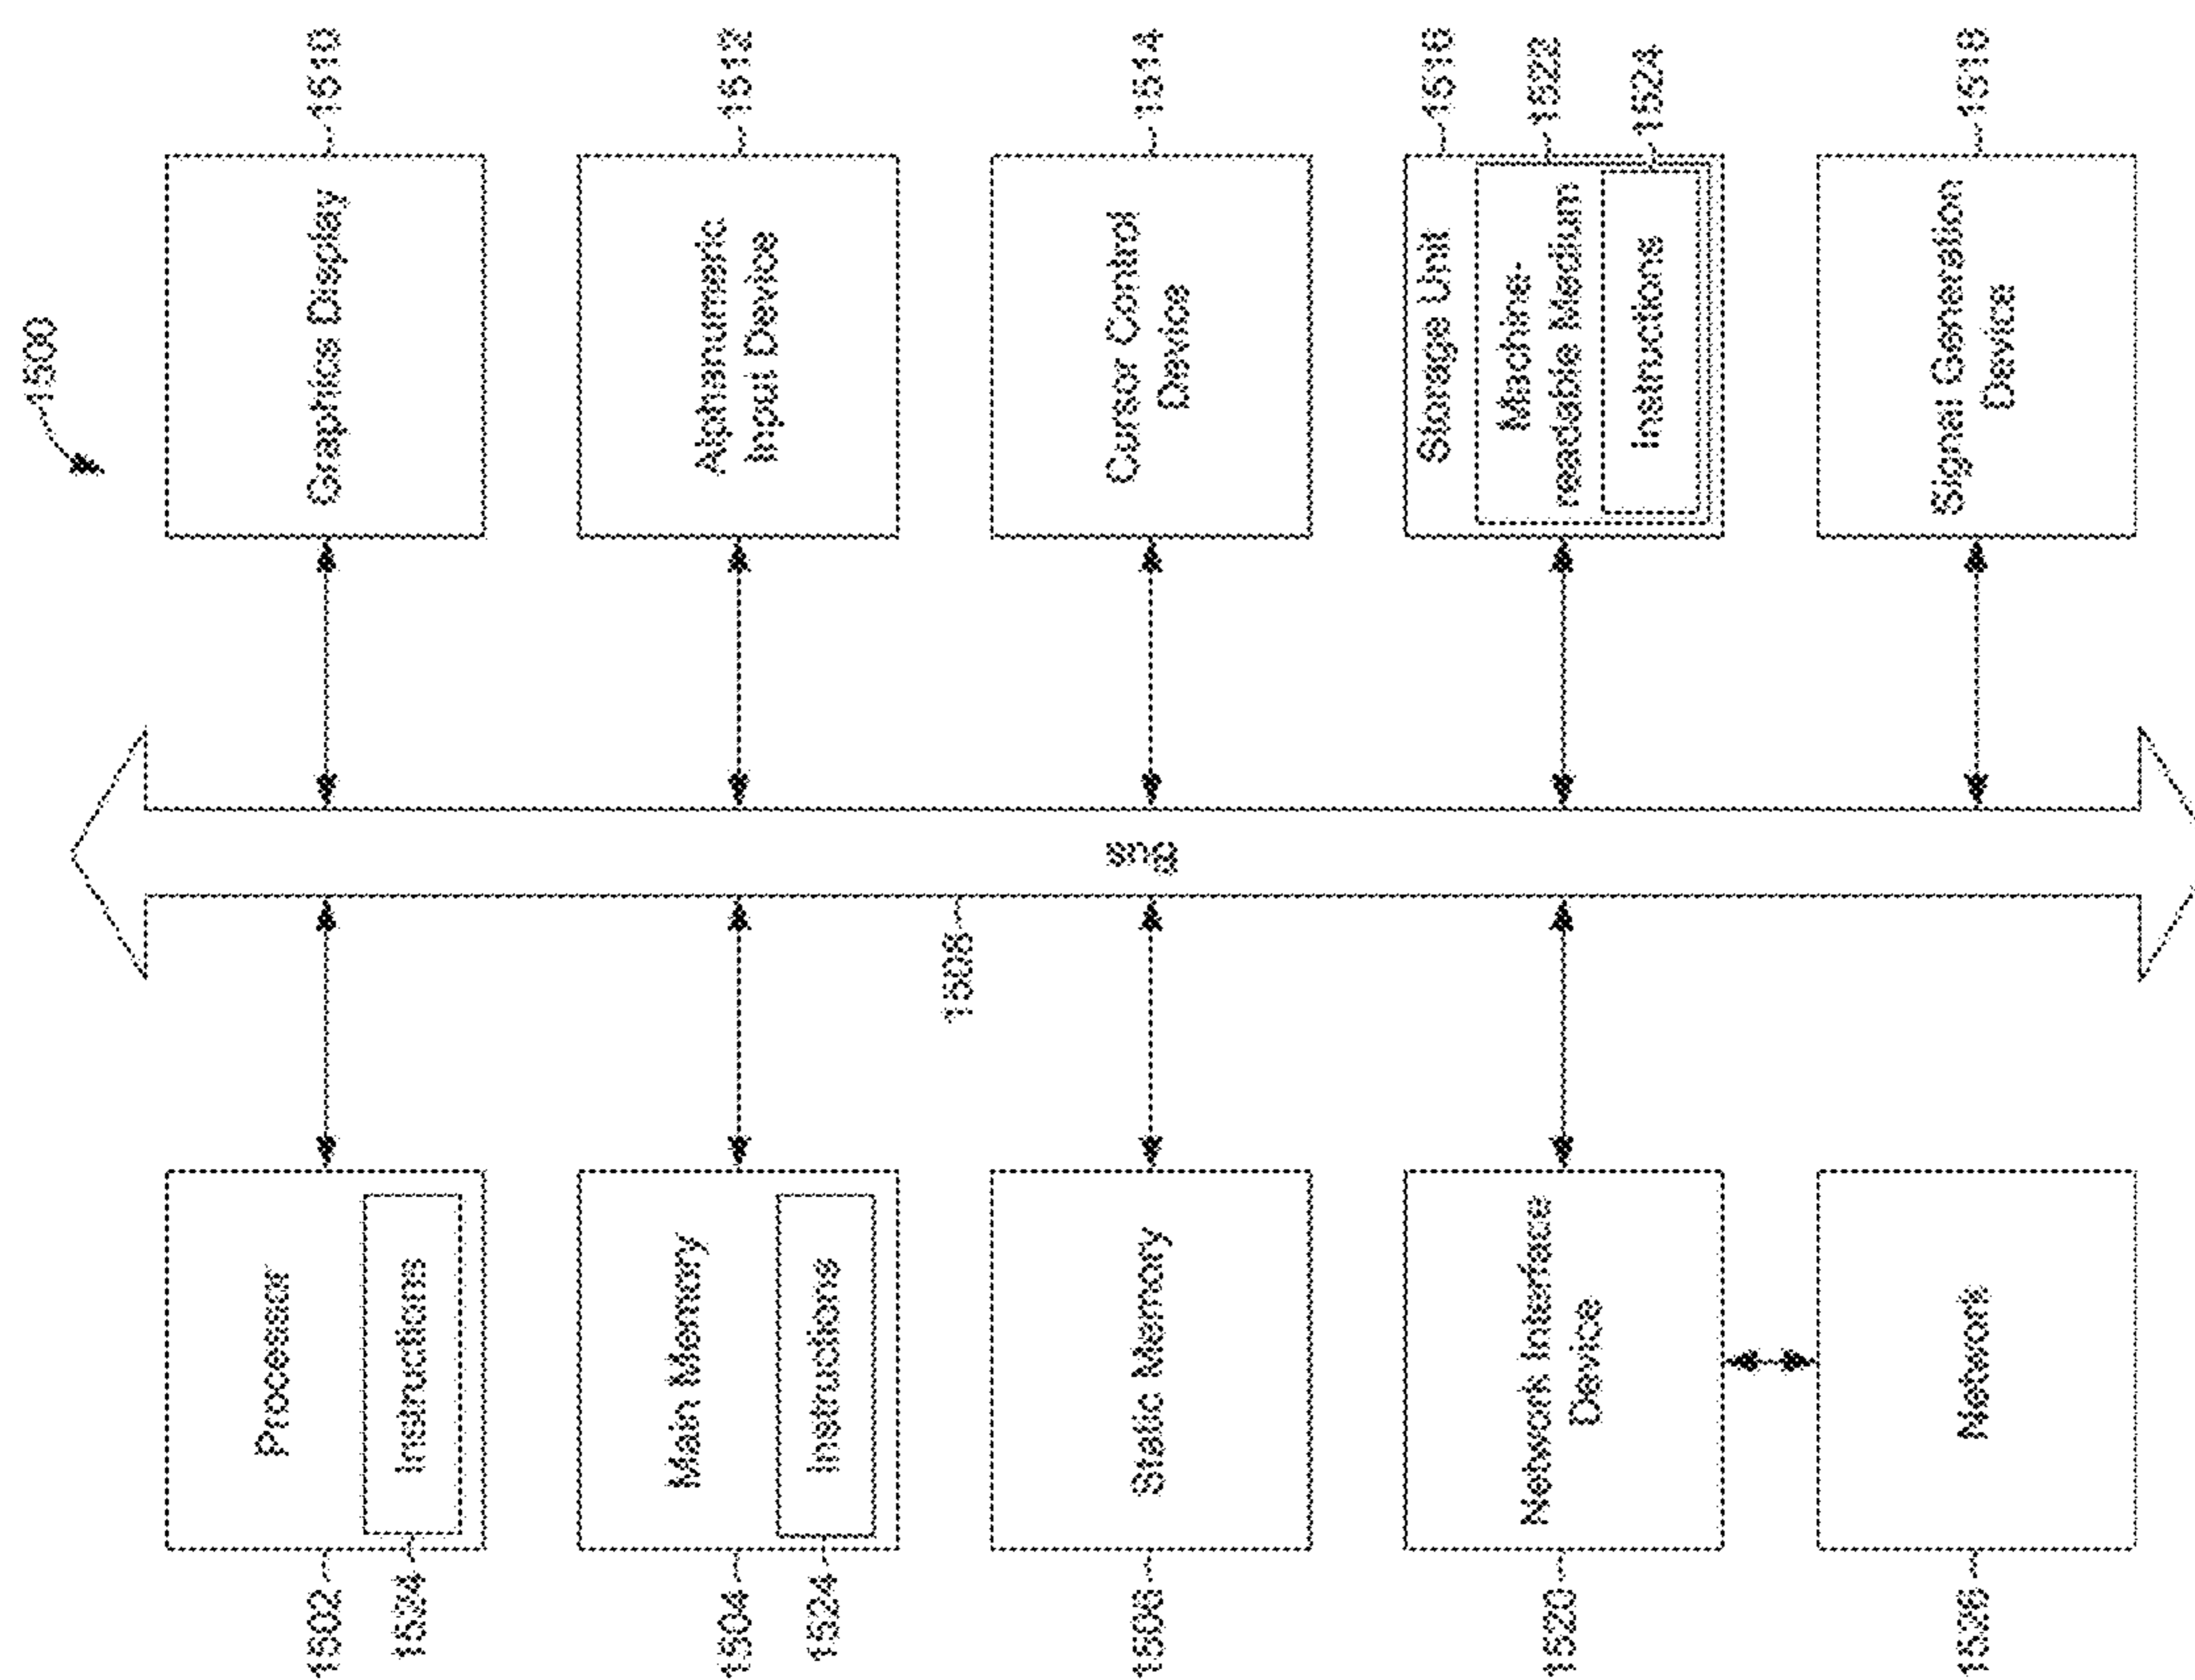 1500
1502
Processor
1524
Instructions
Graphics Display
1510
1504
Main Memory
1524
Instructions
Alphanumeric
Input Device
1512
1508
1506
Static Memory
Bus
Cursor Control
Device
1514
1520
Network Interface
Device
Storage Unit
1516
Machine-
readable Medium
1522
Instructions
1524
Network
Signal Generation
Device
1518